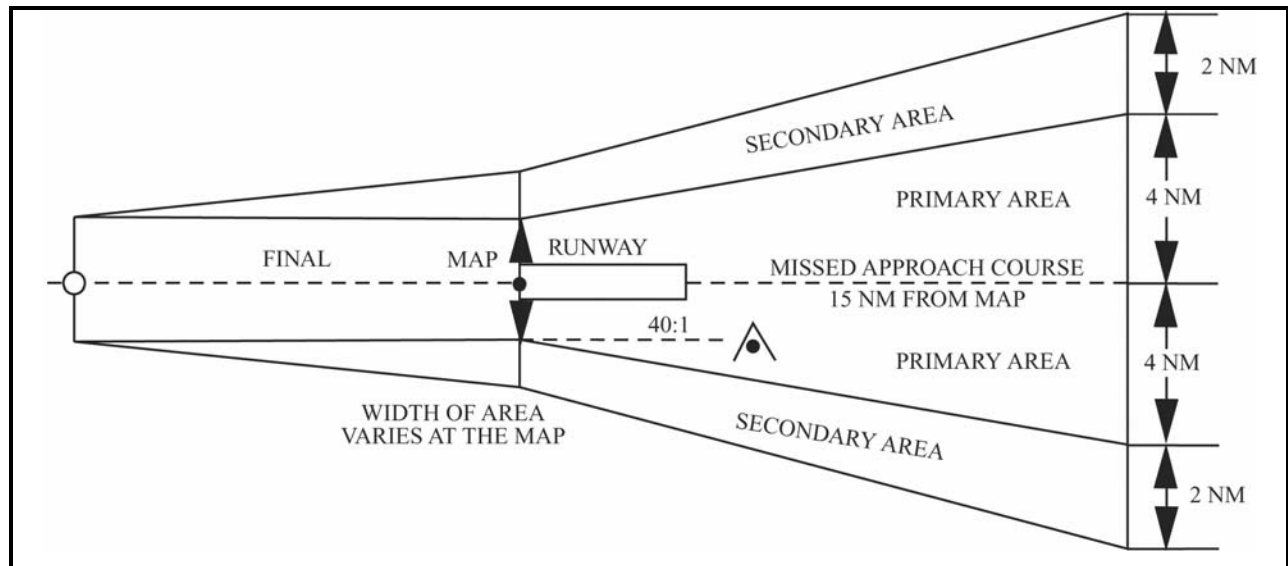 2 NM
SECONDARY AREA
PRIMARY AREA
4 NM
FINAL
MAP
RUNWAY
MISSED APPROACH COURSE
15 NM FROM MAP
40:1
PRIMARY AREA
4 NM
WIDTH OF AREA
VARIES AT THE MAP
SECONDARY AREA
2 NM